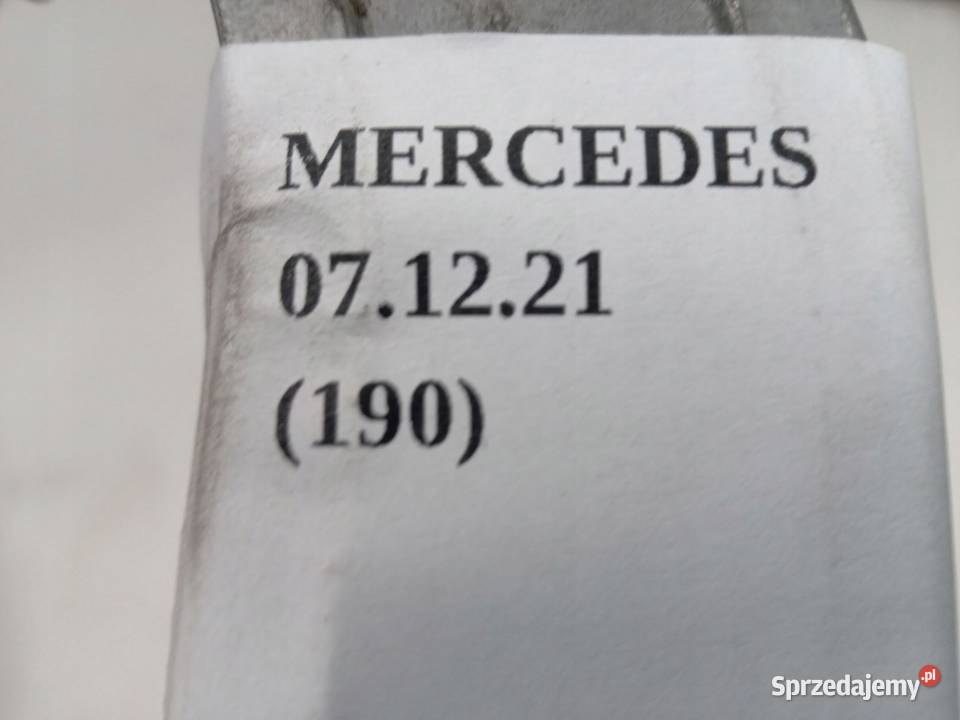 MERCEDES
07.12.21
(190)
Sprzedajemy.pl